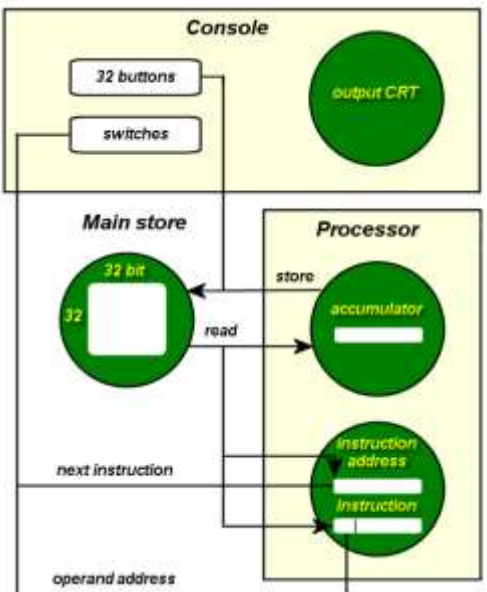 Console
32 buttons
output CRT
switches
Main store
Processor
32 bit
store
32
accumulator
read
instruction
address
next instruction
instruction
operand address